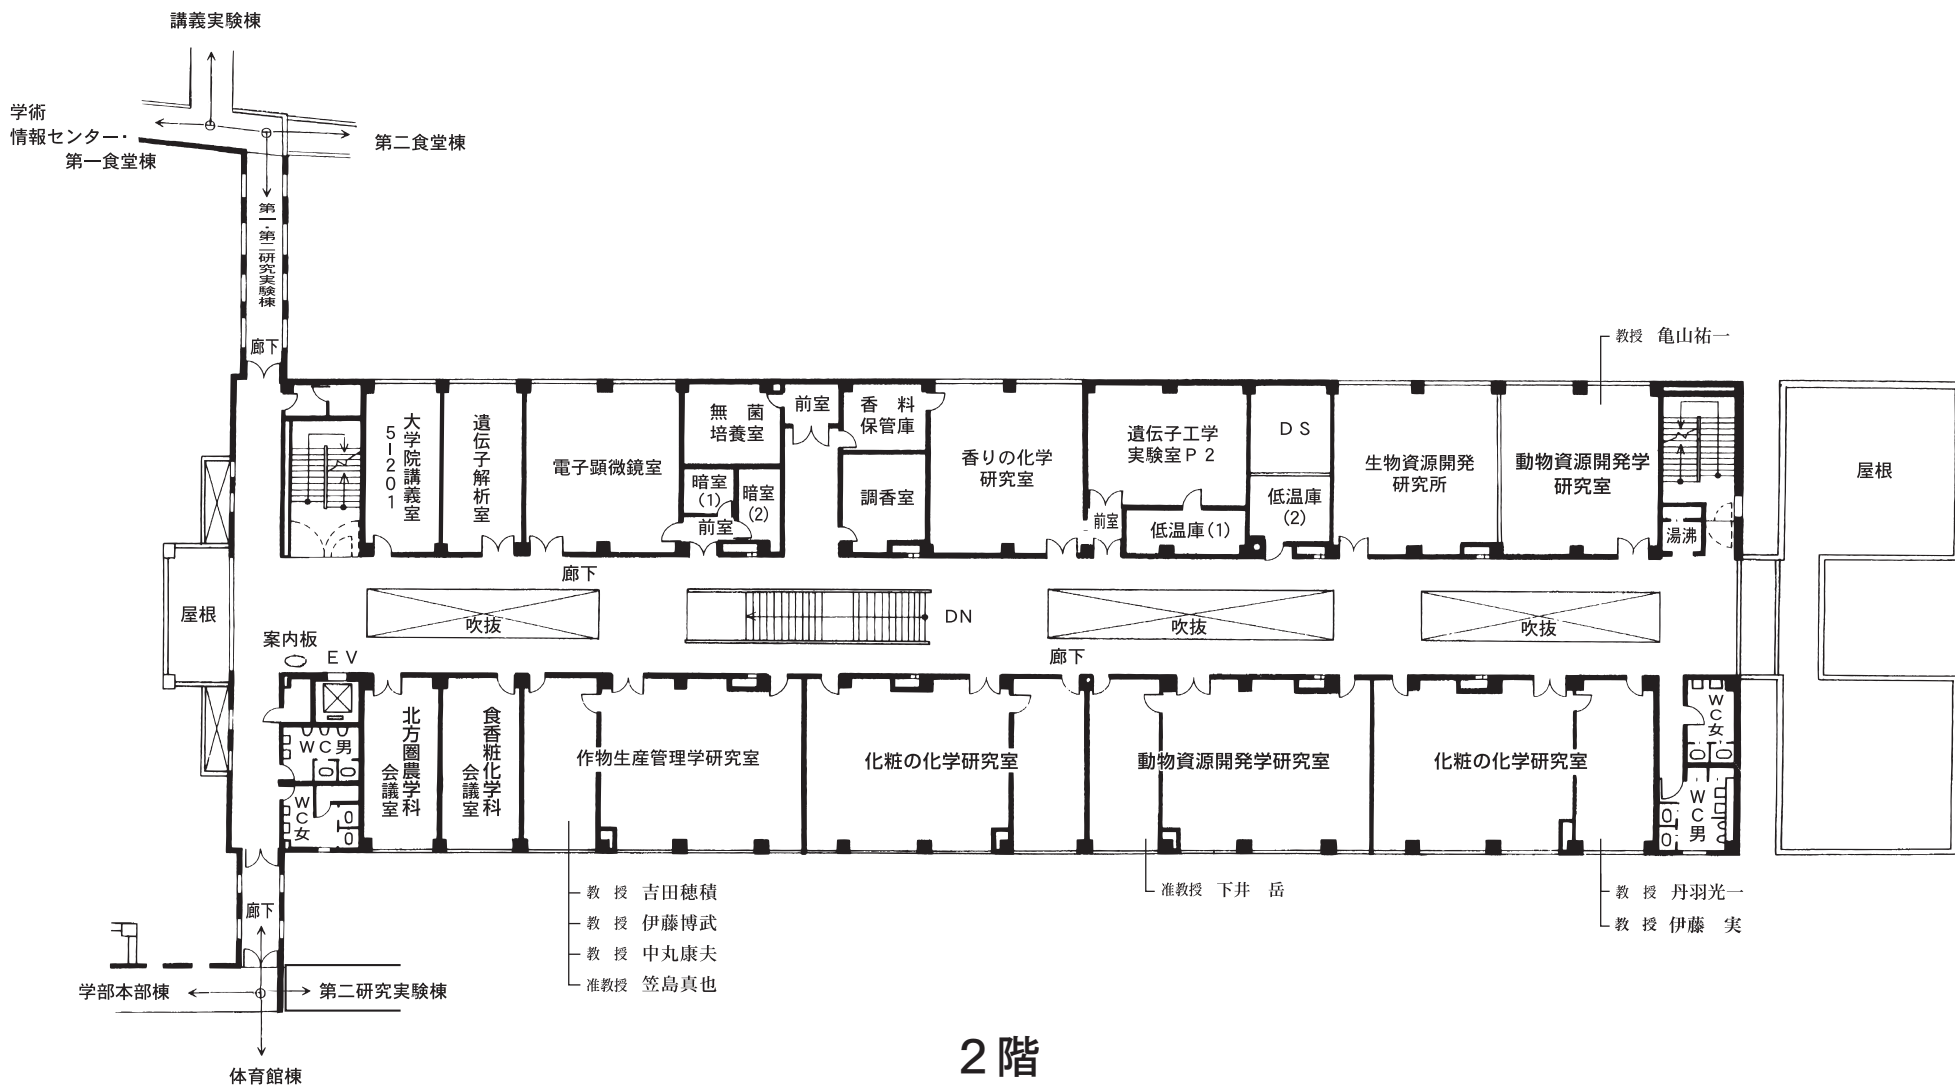 講義実験棟
学術
情報センター・
第一食堂棟
第二食堂棟
第一・第二研究実験棟
廊下
教授 亀山祐一
大学院講義室
5I201
遺伝子解析室
電子顕微鏡室
無 菌
培養室
前室
香 料
保管庫
暗室
(1)
暗室
(2)
前室
調香室
香りの化学
研究室
遺伝子工学
実験室P2
前室
低温庫(1)
DS
低温庫
(2)
生物資源開発
研究所
動物資源開発学
研究室
湯沸
屋根
廊下
屋根
吹抜
DN
吹抜
吹抜
案内板
EV
廊下
WC男
WC女
北方圏農学科
会議室
食香粧化学科
会議室
作物生産管理学研究室
化粧の化学研究室
動物資源開発学研究室
化粧の化学研究室
WC女
WC男
教 授 吉田穂積
教 授 伊藤博武
教 授 中丸康夫
准教授 笠島真也
准教授 下井 岳
教 授 丹羽光一
教 授 伊藤 実
廊下
学部本部棟
第二研究実験棟
体育館棟
2階